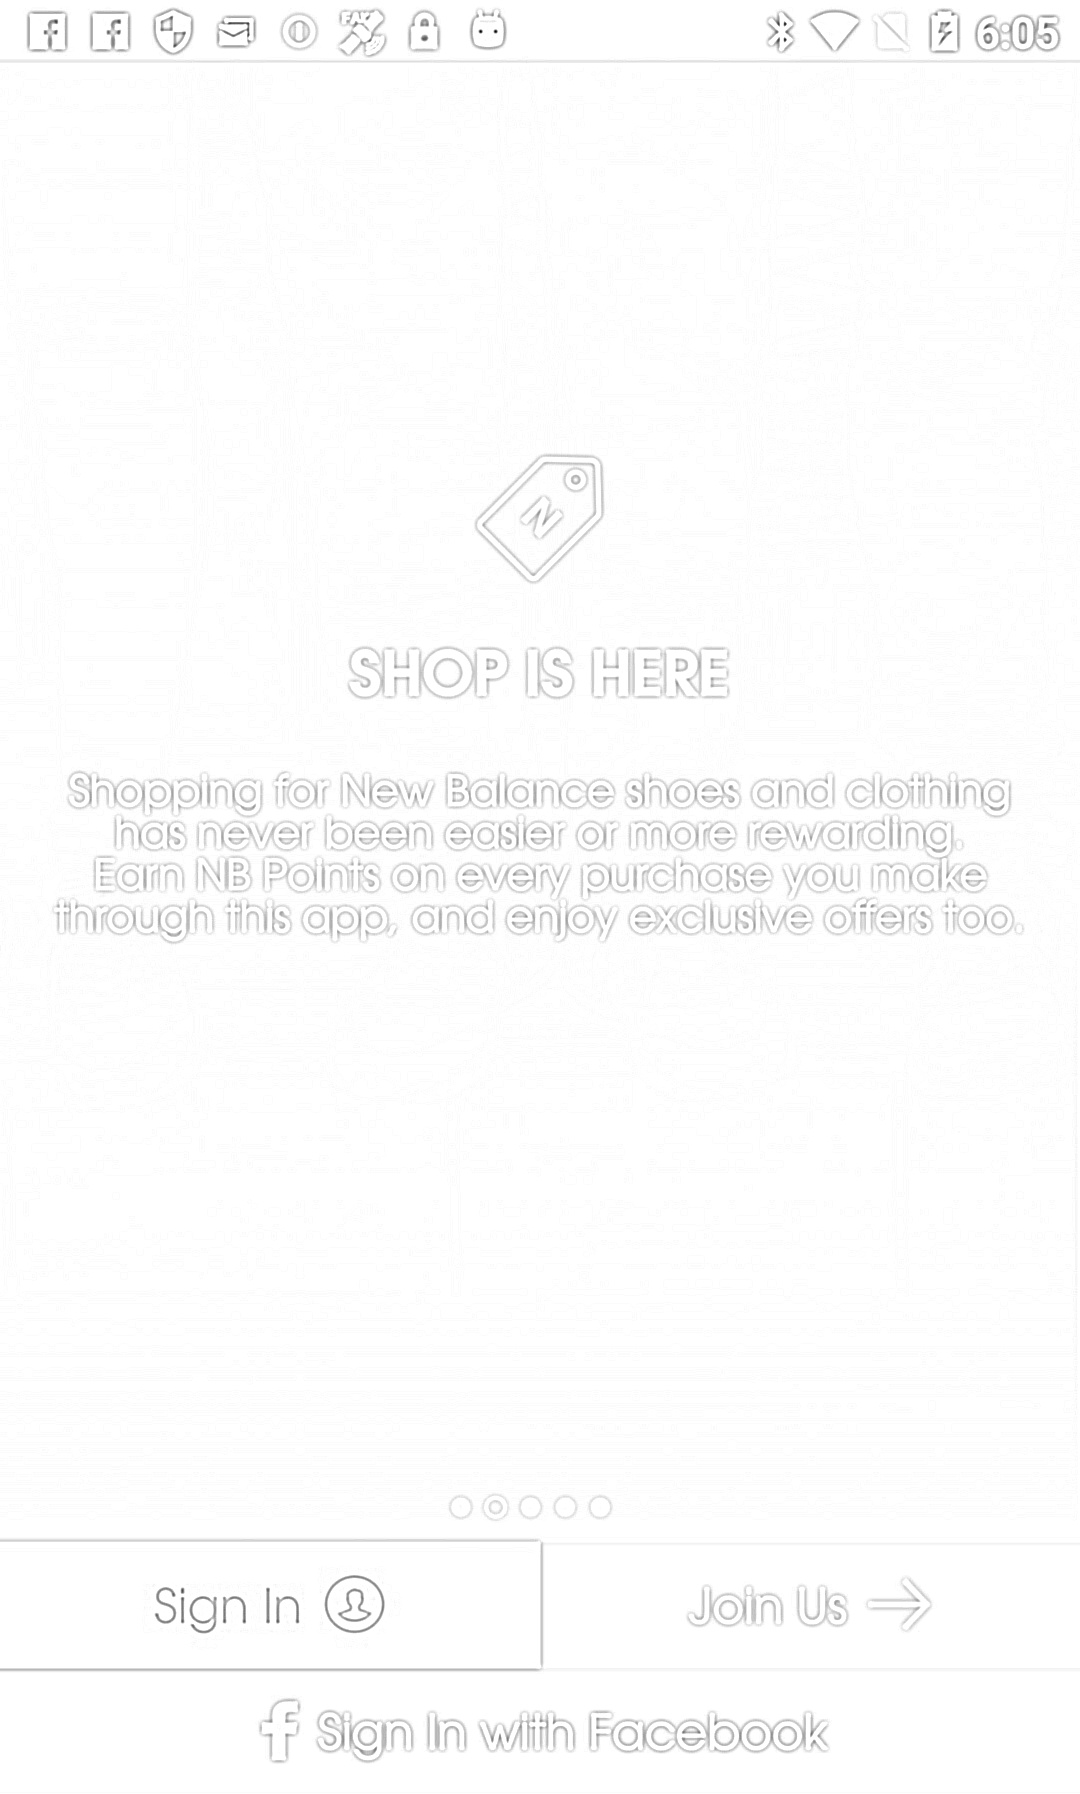 6:05
N
SHOP IS HERE
Shopping for New Balance shoes and clothing
has never been easier or more rewarding.
Earn NB Points on every purchase you make
through this app, and enjoy exclusive offers too.
Sign In
Join Us
f Sign In with Facebook